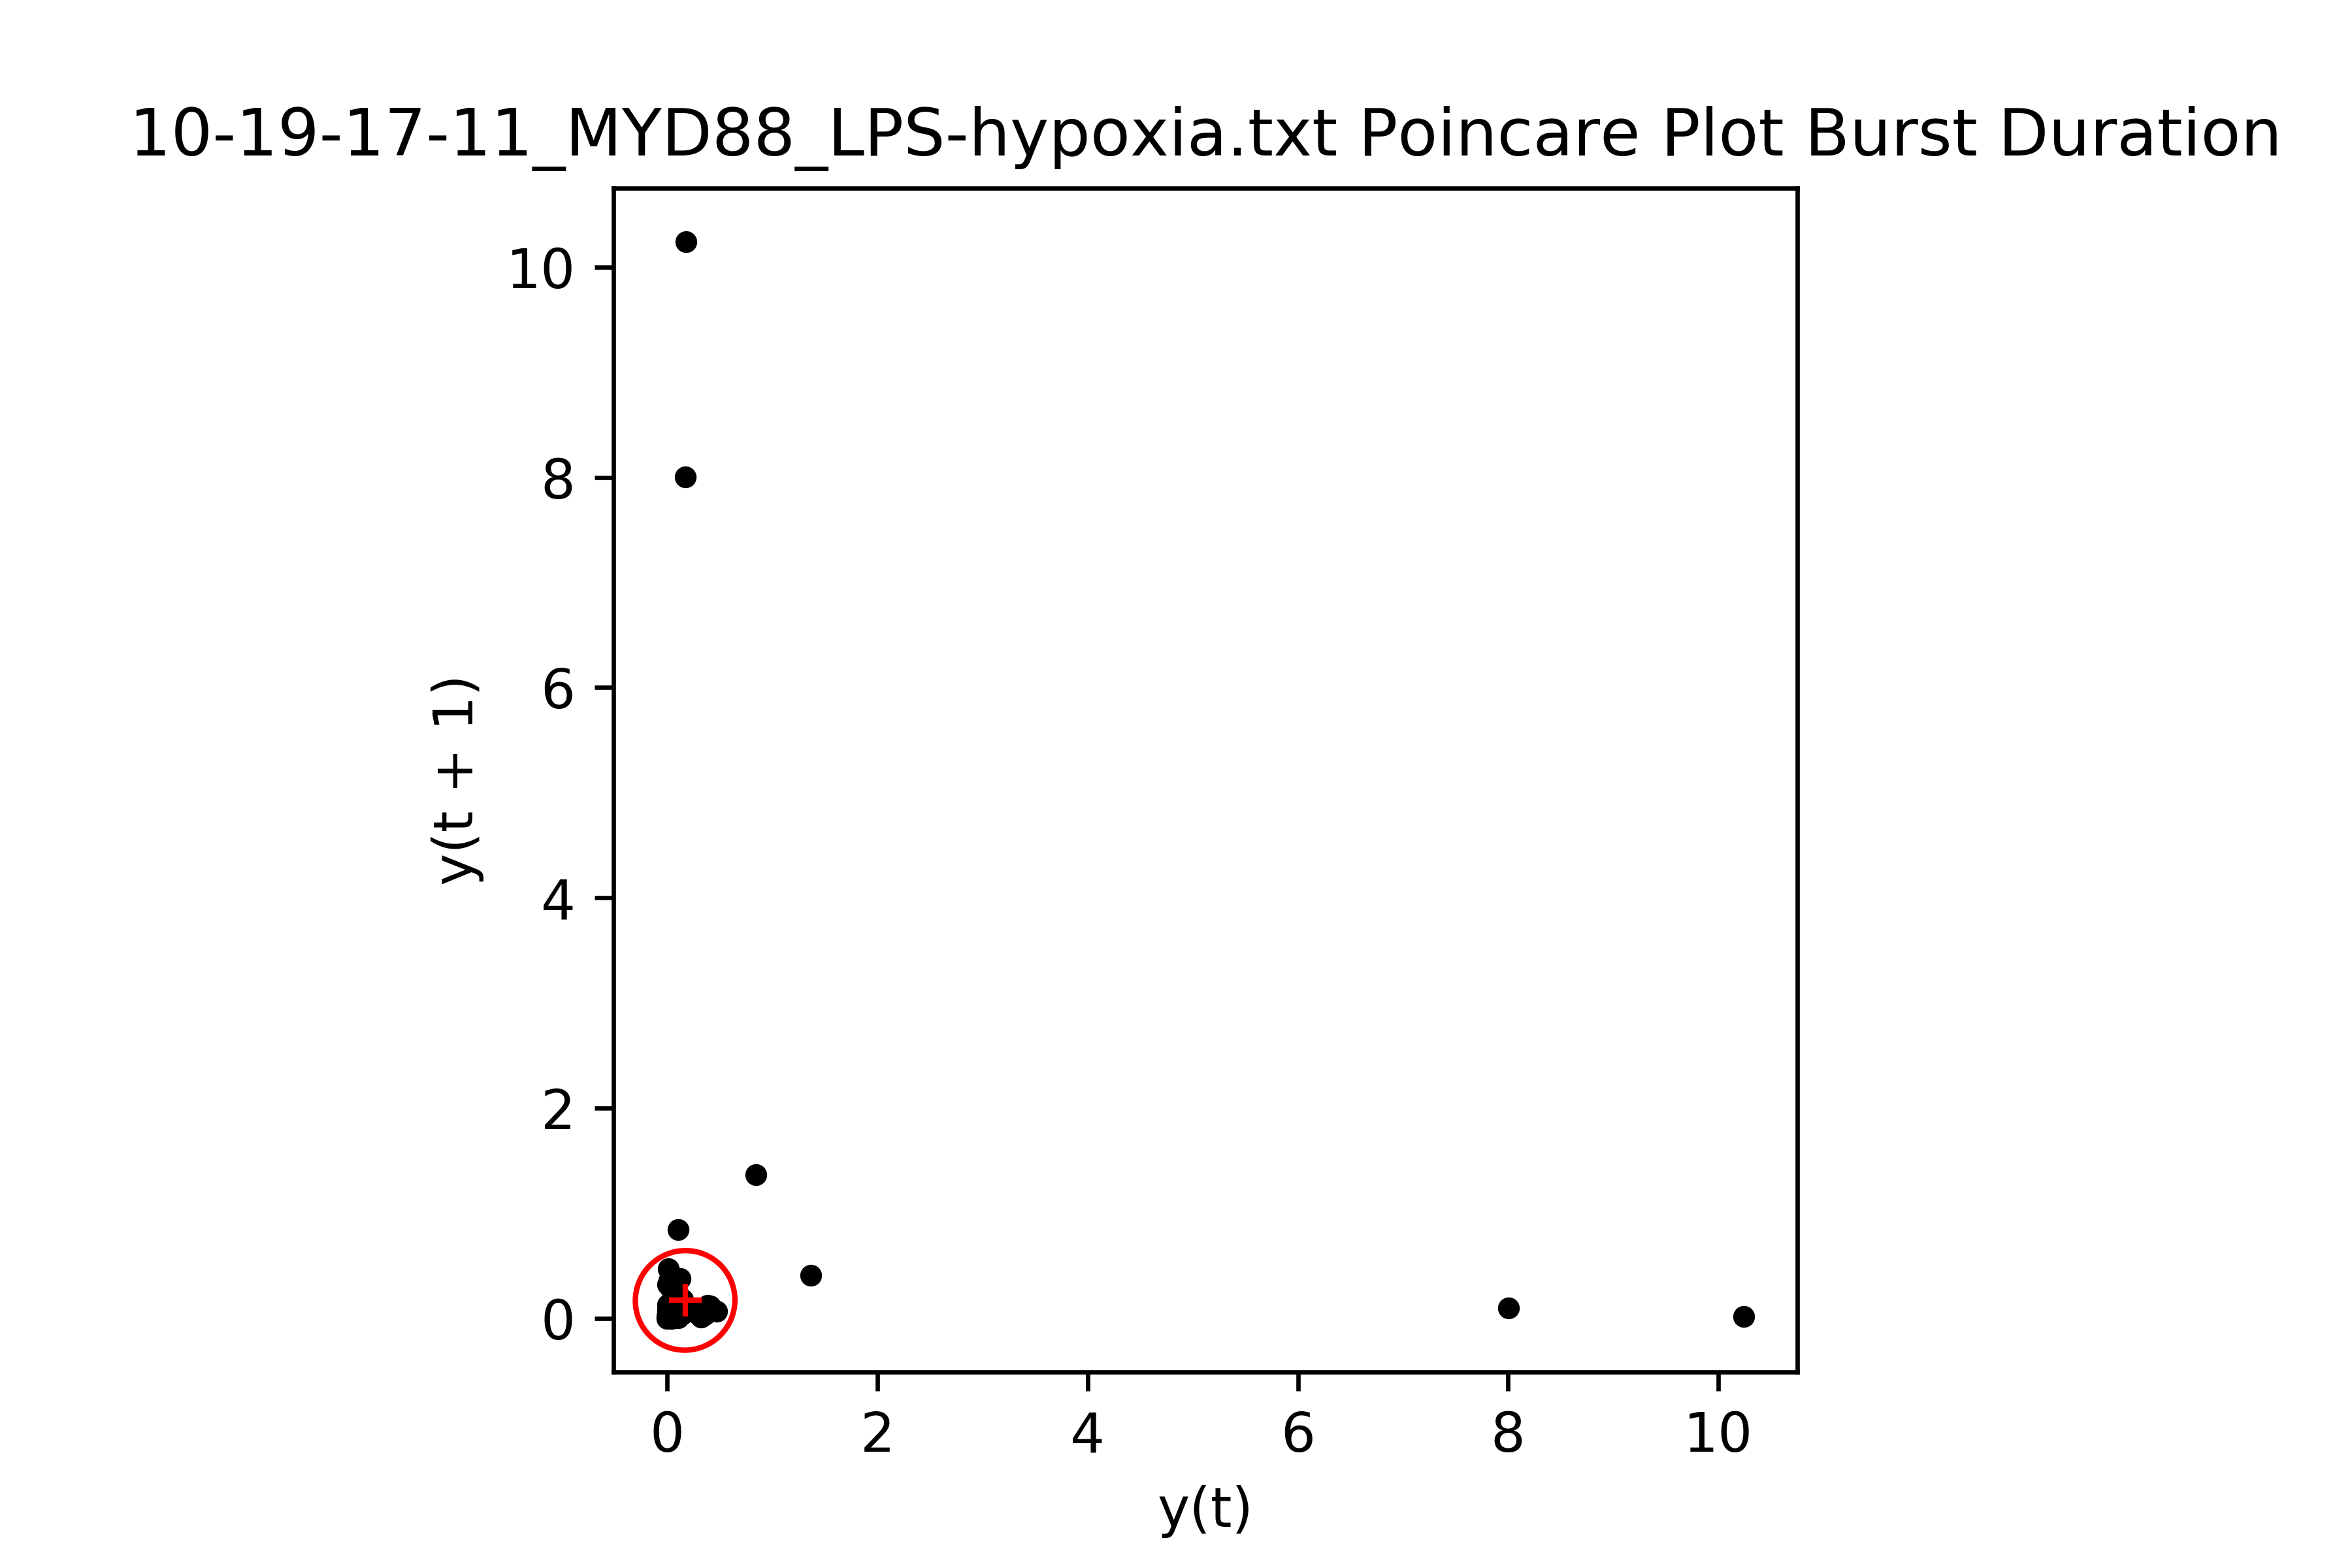 10-19-17-11_MYD88_LPS-hypoxia.txt Poincare Plot Burst Duration
10
8
6
4
2
0
y(t + 1)
0 2 4 6 8 10
y(t)